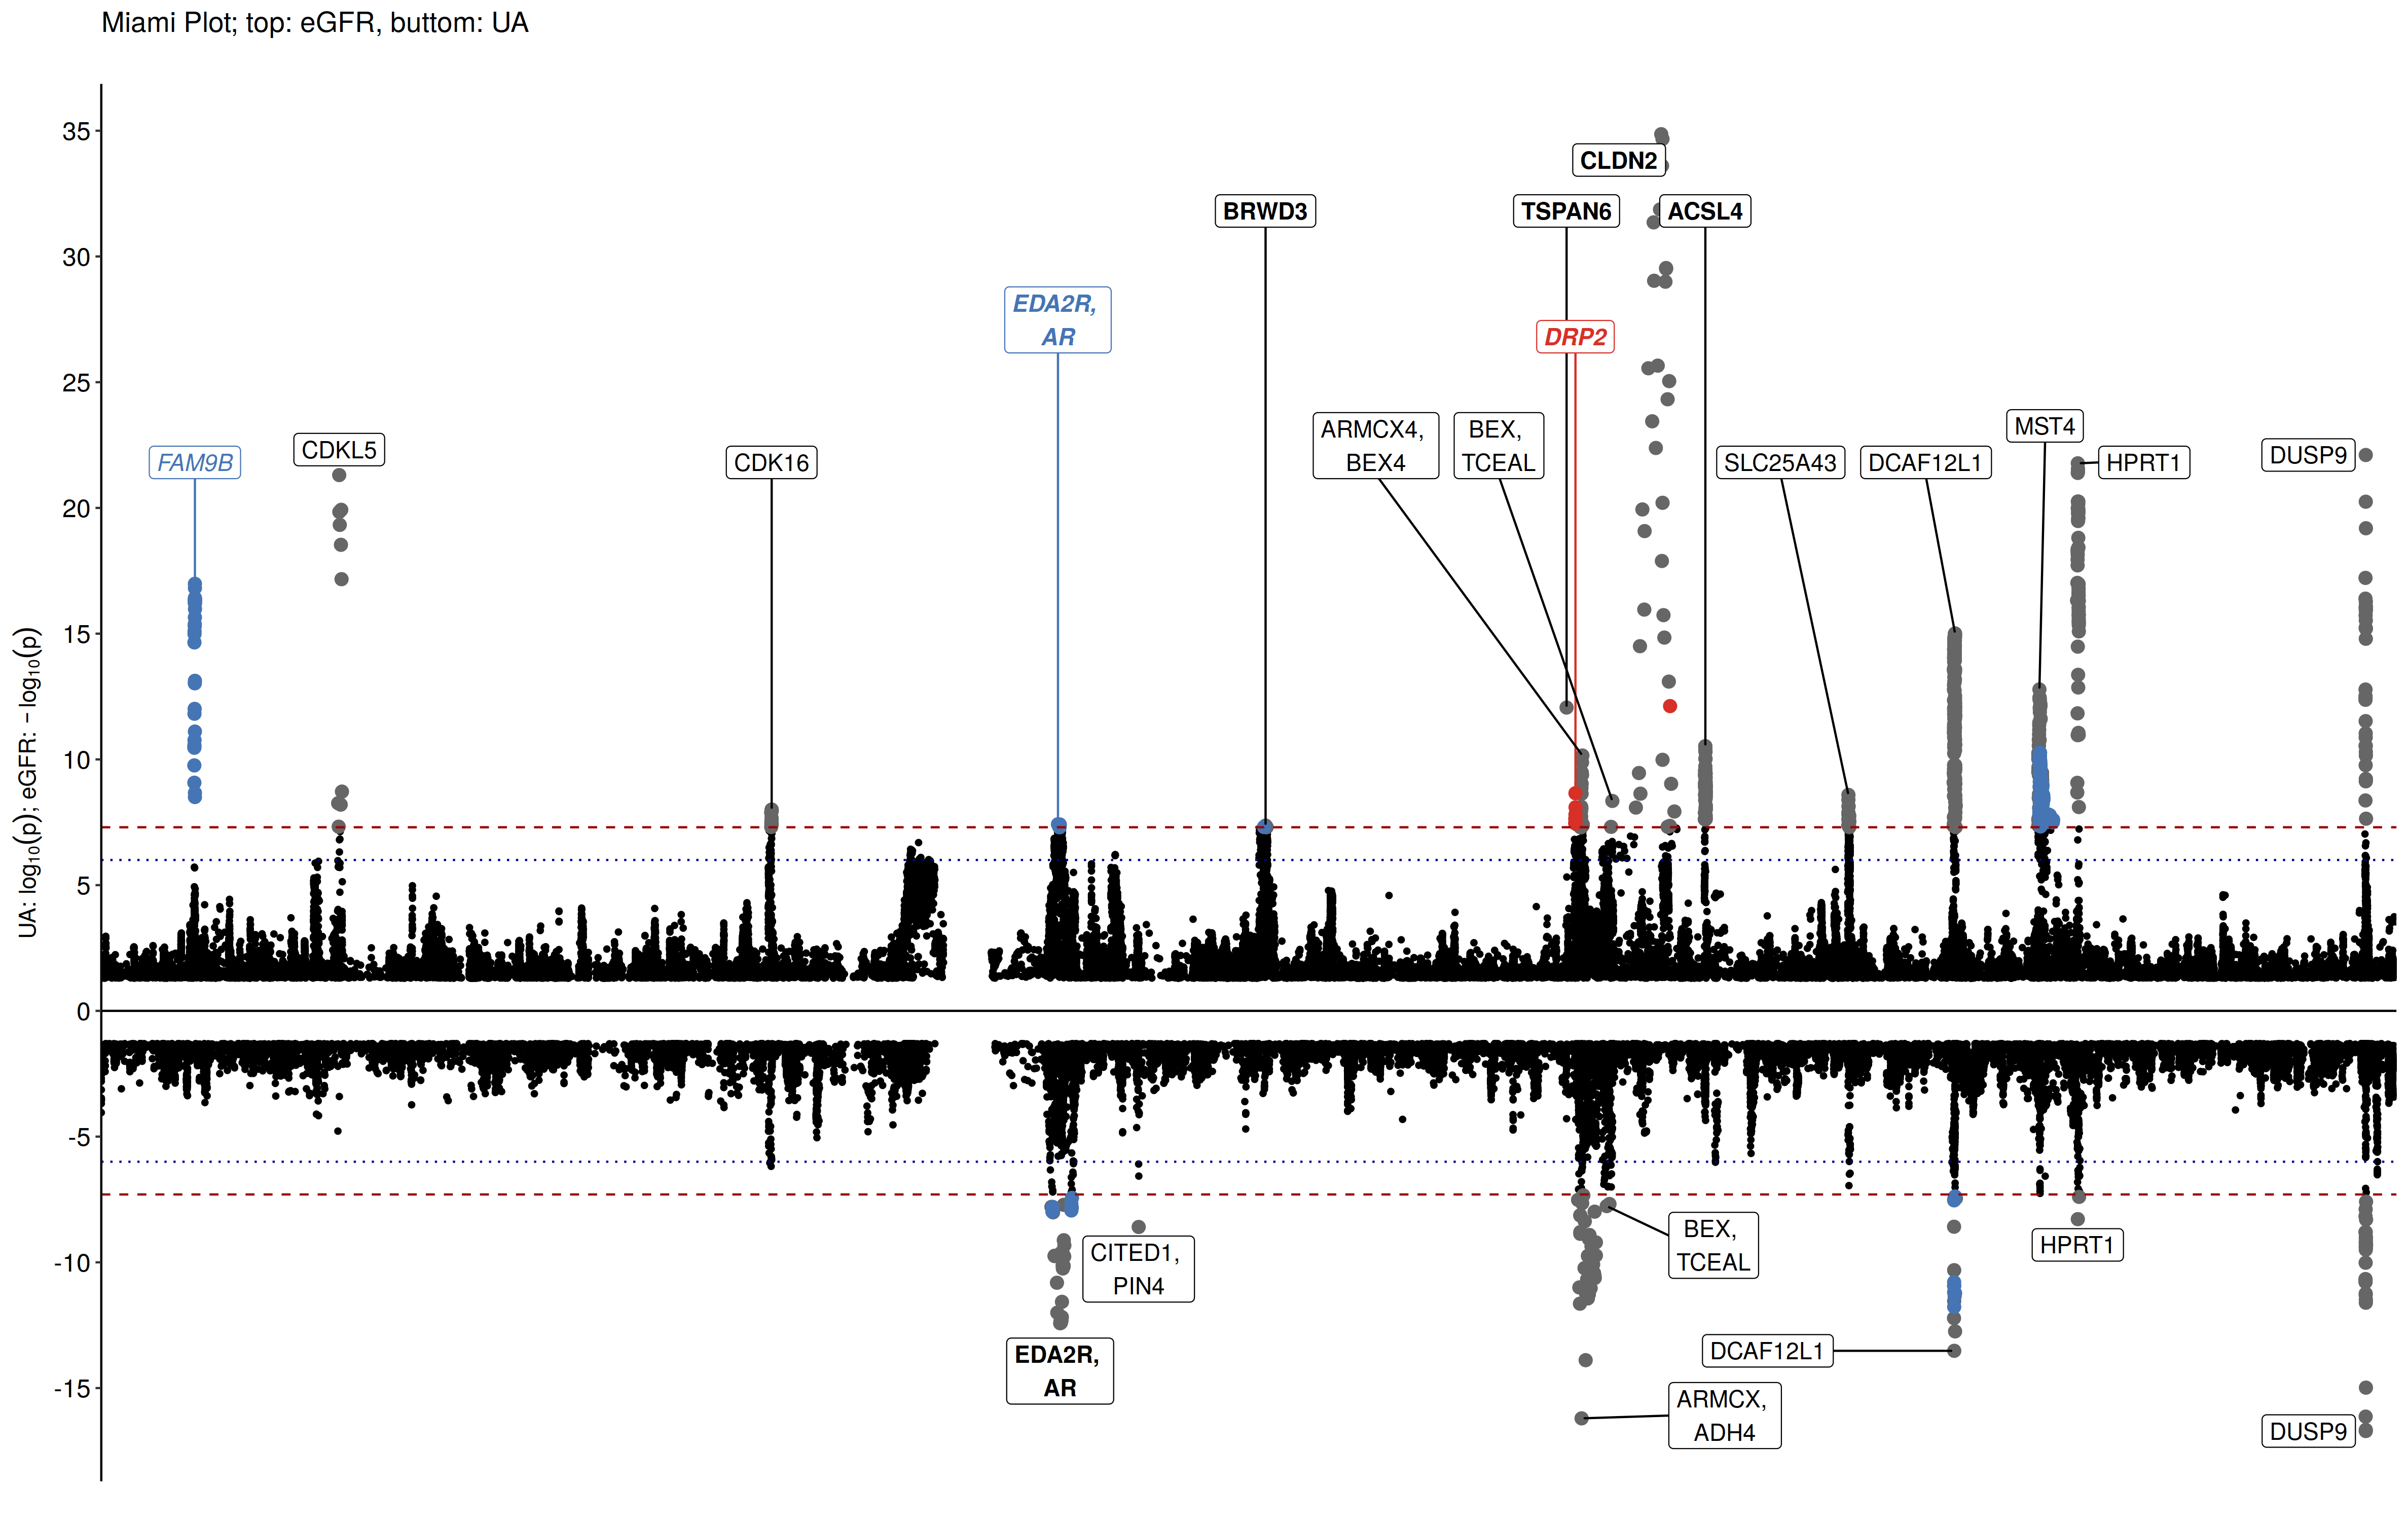 Miami Plot; top: eGFR, buttom: UA
UA: log10(p); eGFR: −log10(p)
35
30
25
20
15
10
5
0
-5
-10
-15
CLDN2
BRWD3
TSPAN6
ACSL4
EDA2R,
AR
DRP2
FAM9B
CDKL5
CDK16
ARMCX4,
BEX4
BEX,
TCEAL
SLC25A43
DCAF12L1
MST4
HPRT1
DUSP9
CITED1,
PIN4
EDA2R,
AR
BEX,
TCEAL
HPRT1
DCAF12L1
ARMCX,
ADH4
DUSP9